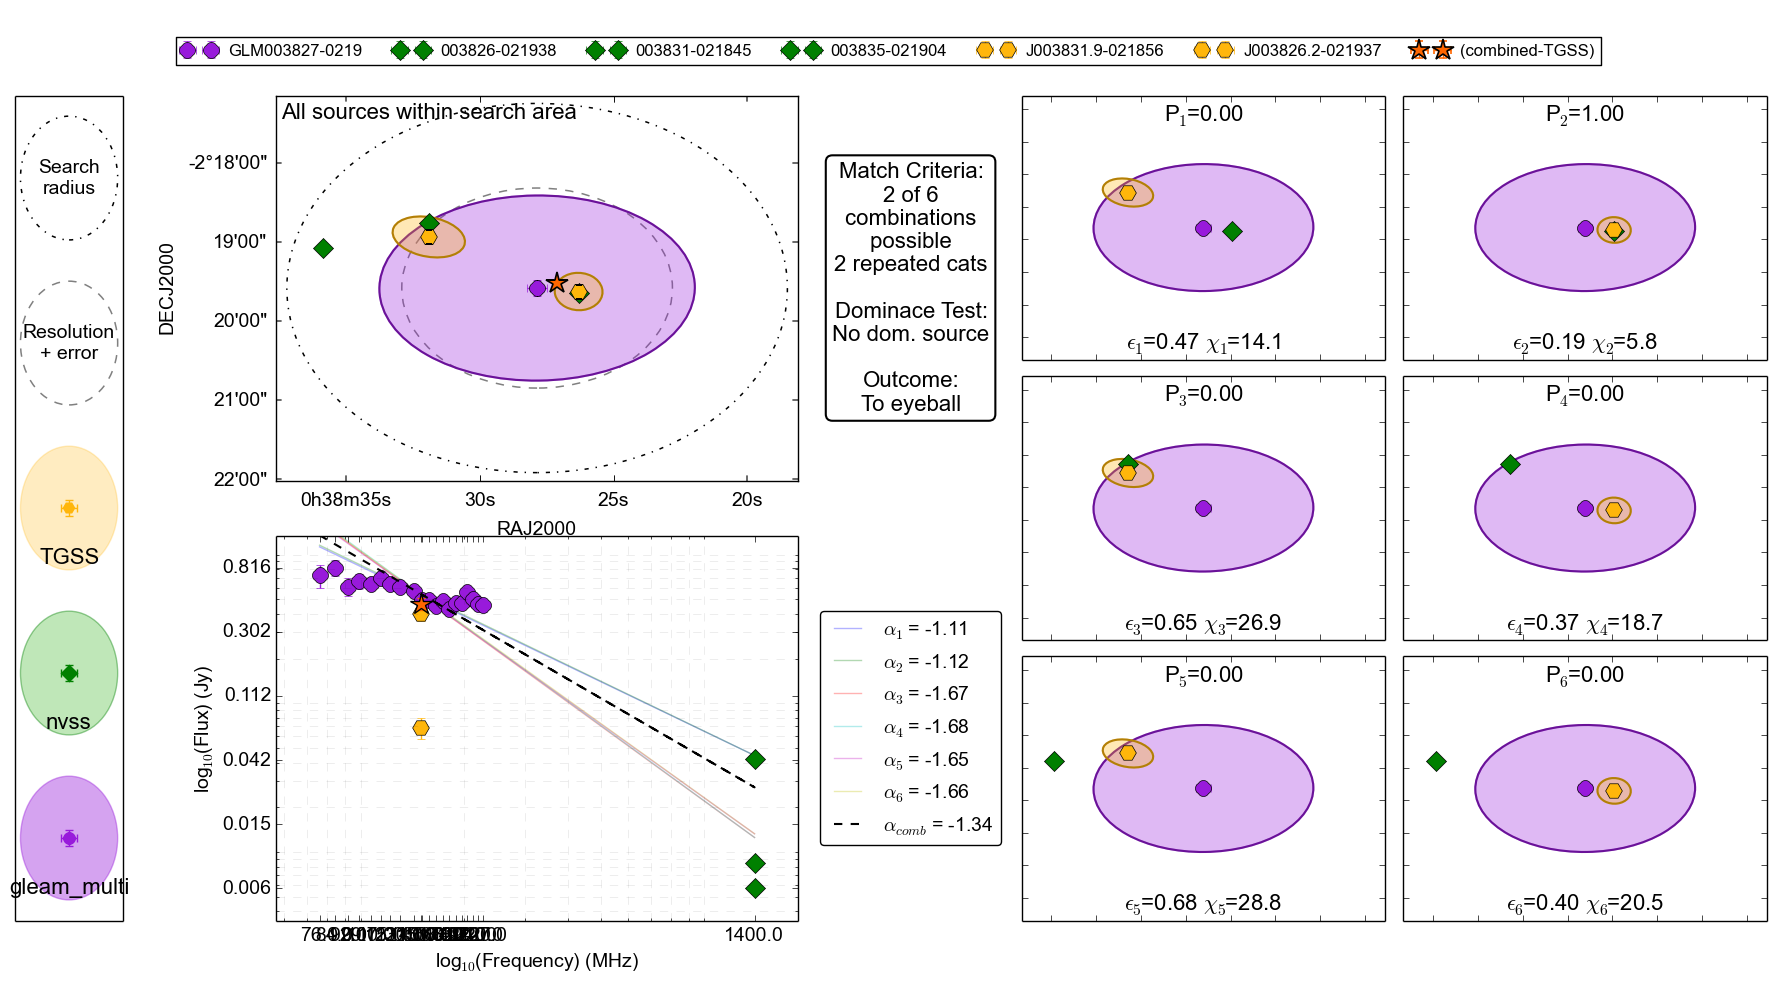 GLM003827-0219 003826-021938 003831-021845 003835-021904 J003831.9-021856 J003826.2-021937 (combined-TGSS)
Search
radius
Resolution
+ error
TGSS
nvss
gleam_multi
All sources within search area
DECJ2000
-2°18'00"
19'00"
20'00"
21'00"
22'00"
0h38m35s 30s 25s 20s
RAJ2000
Match Criteria:
2 of 6
combinations
possible
2 repeated cats
Dominace Test:
No dom. source
Outcome:
To eyeball
log10(Flux) (Jy)
0.816
0.302
0.112
0.042
0.015
0.006
1400.0
log10(Frequency) (MHz)
α1 = -1.11
α2 = -1.12
α3 = -1.67
α4 = -1.68
α5 = -1.65
α6 = -1.66
αcomb = -1.34
P1=0.00
ϵ1=0.47 χ1=14.1
P2=1.00
ϵ2=0.19 χ2=5.8
P3=0.00
ϵ3=0.65 χ3=26.9
P4=0.00
ϵ4=0.37 χ4=18.7
P5=0.00
ϵ5=0.68 χ5=28.8
P6=0.00
ϵ6=0.40 χ6=20.5